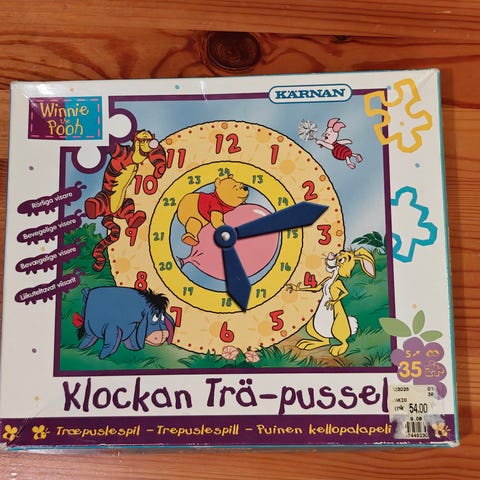 Winnie
the
Pooh
KÄRNAN
Rörliga visare
Bevegelige visere
Bevægelige visere
Liikuteltavat viisarit
12
11
1
10
2
3
8
4
7
5
6
24
23
13
22
14
21
15
20
16
19
17
18
5
35
54.00
Klockan Trä-pussel
Træpuslespil - Trepuslespill - Puinen kellopalapeli